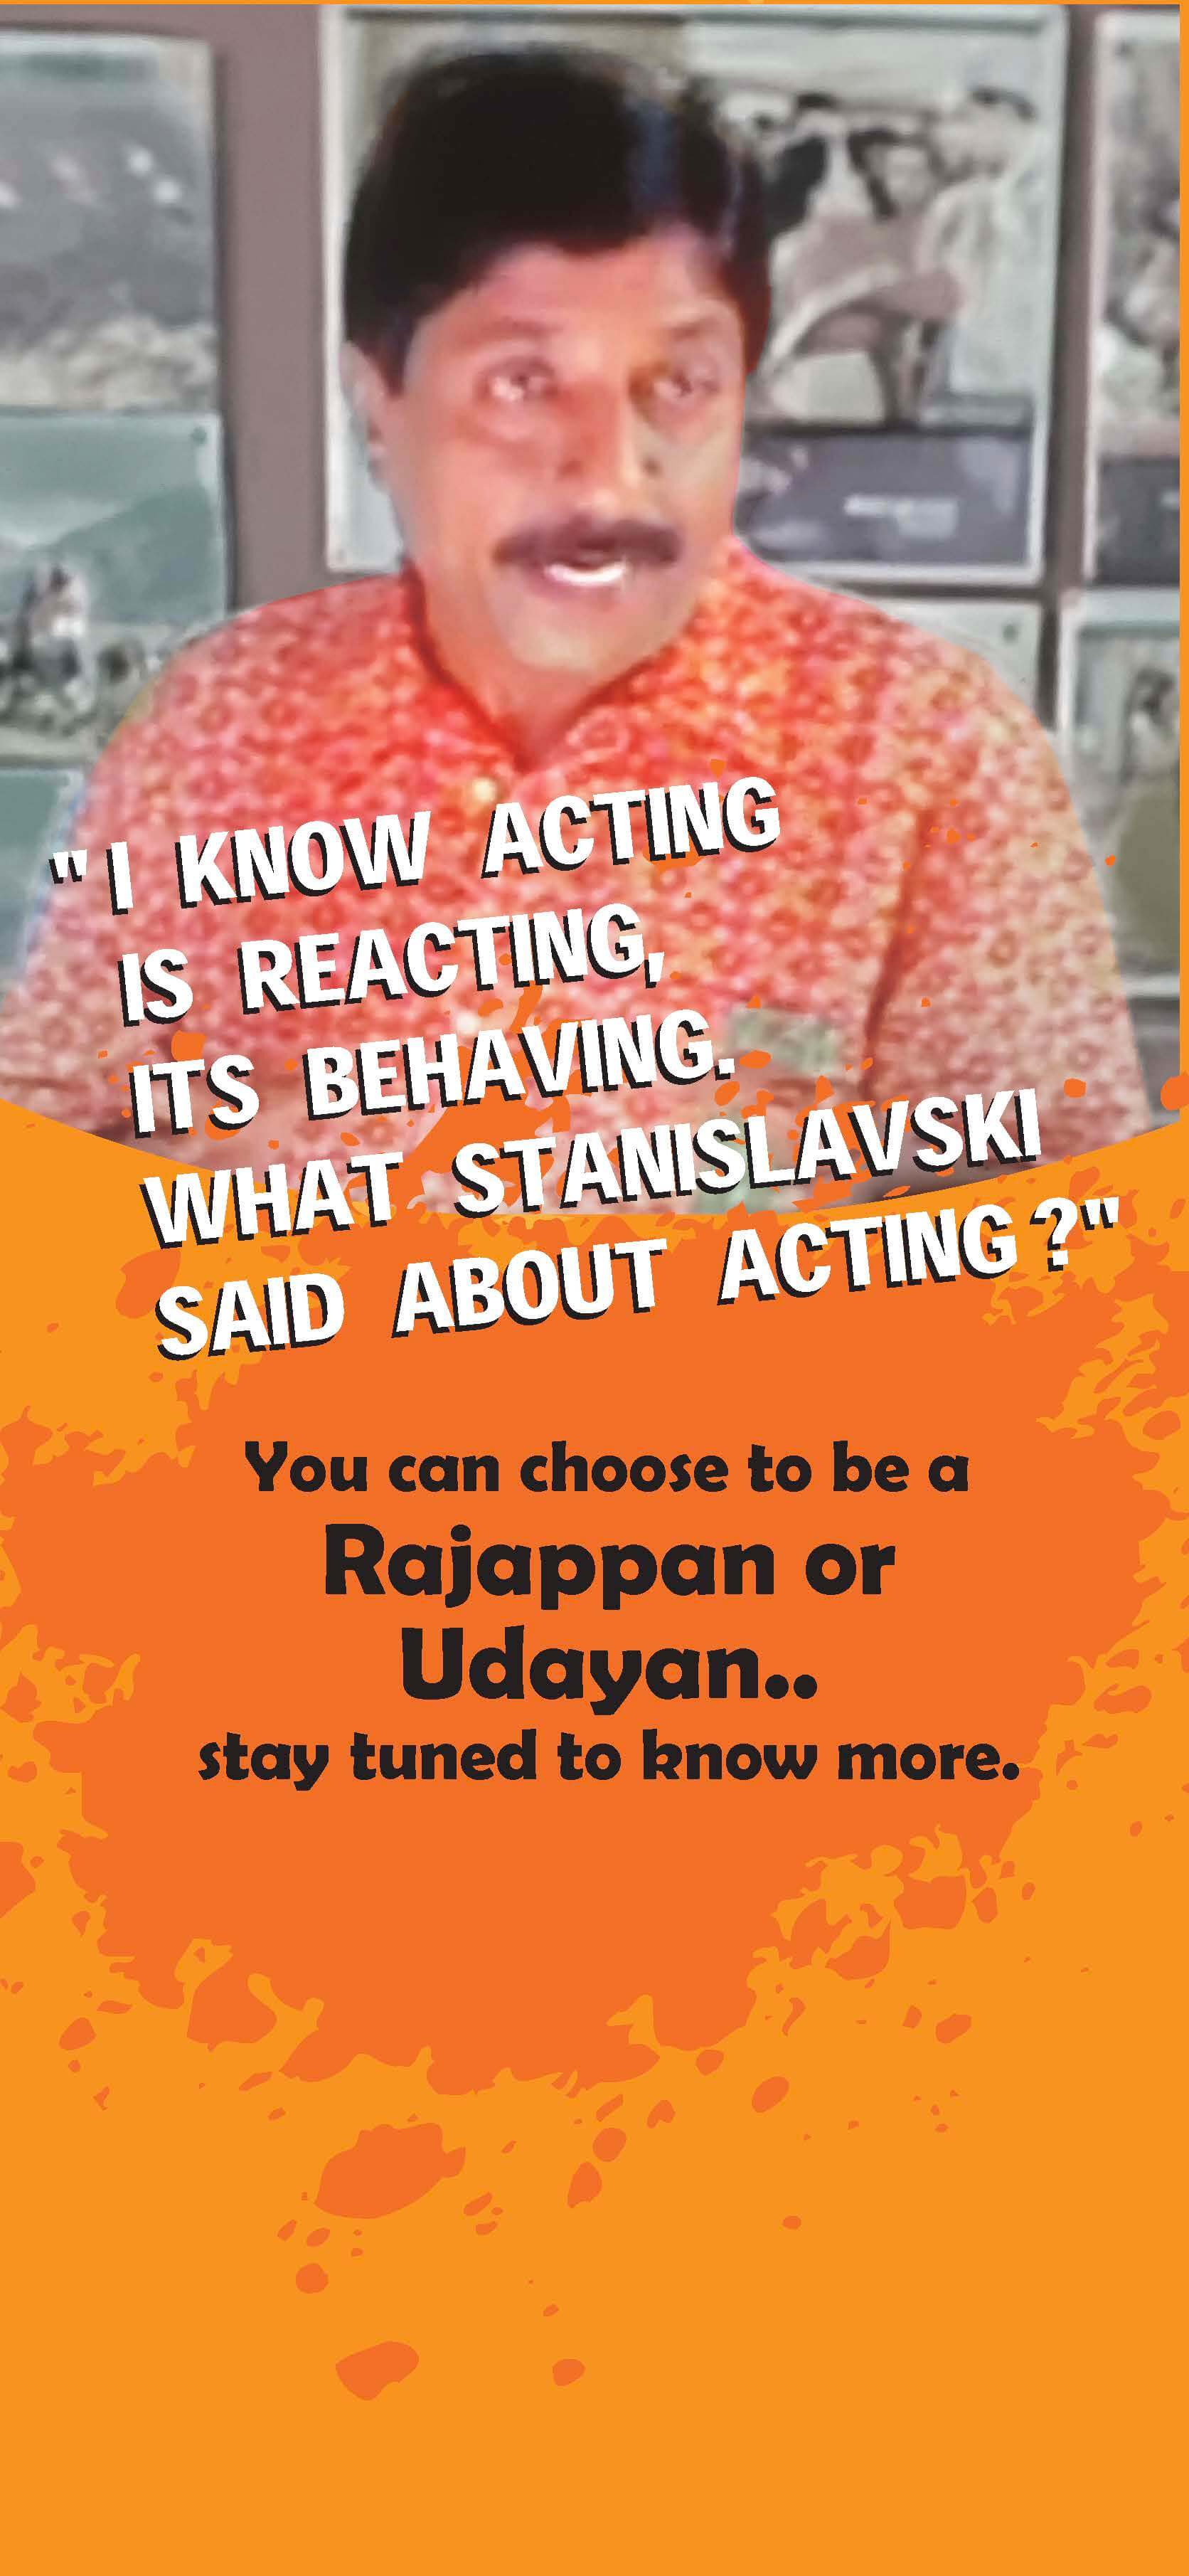 "I KNOW ACTING
IS REACTING,
ITS BEHAVING.
WHAT STANISLAVSKI
SAID ABOUT ACTING ?"
You can choose to be a
Rajappan or
Udayan..
stay tuned to know more.